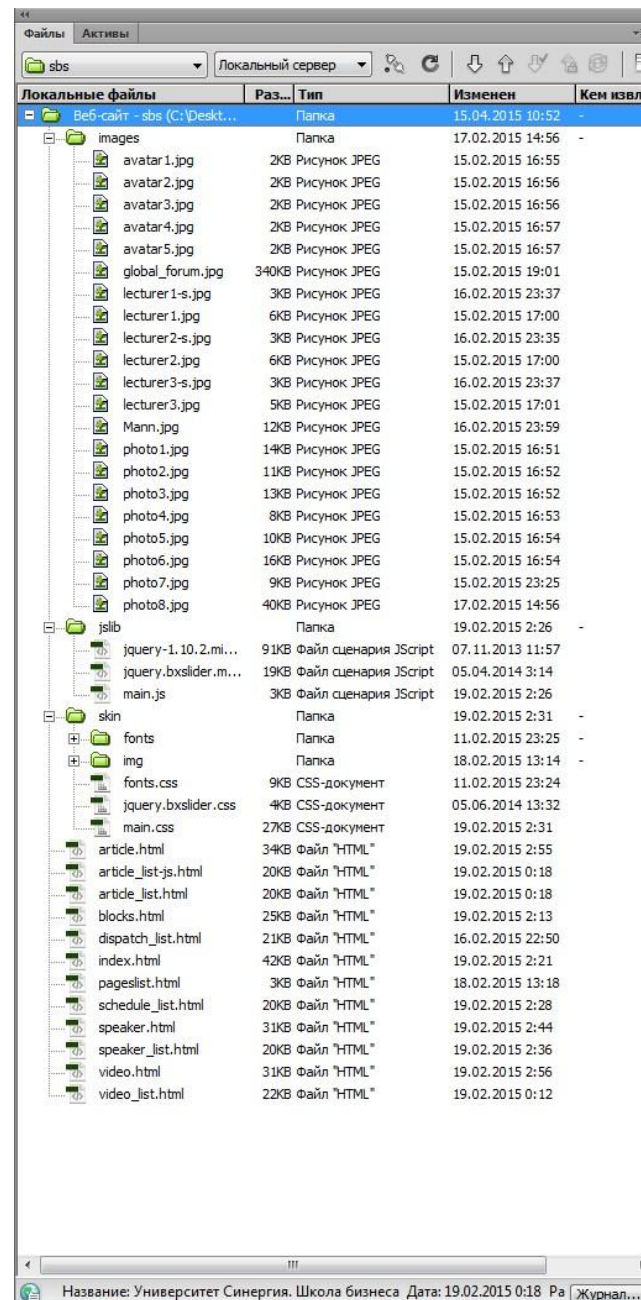 Файлы Активы
sbs Локальный сервер
Локальные файлы Раз... Тип Изменен Кем извл
Веб-сайт - sbs (C:\Deskt... Папка 15.04.2015 10:52 -
images Папка 17.02.2015 14:56 -
avatar1.jpg 2KB Рисунок JPEG 15.02.2015 16:55
avatar2.jpg 2KB Рисунок JPEG 15.02.2015 16:56
avatar3.jpg 2KB Рисунок JPEG 15.02.2015 16:56
avatar4.jpg 2KB Рисунок JPEG 15.02.2015 16:57
avatar5.jpg 2KB Рисунок JPEG 15.02.2015 16:57
global_forum.jpg 340KB Рисунок JPEG 15.02.2015 19:01
lecturer1-s.jpg 3KB Рисунок JPEG 16.02.2015 23:37
lecturer1.jpg 6KB Рисунок JPEG 15.02.2015 17:00
lecturer2-s.jpg 3KB Рисунок JPEG 16.02.2015 23:35
lecturer2.jpg 6KB Рисунок JPEG 15.02.2015 17:00
lecturer3-s.jpg 3KB Рисунок JPEG 16.02.2015 23:37
lecturer3.jpg 5KB Рисунок JPEG 15.02.2015 17:01
Mann.jpg 12KB Рисунок JPEG 16.02.2015 23:59
photo1.jpg 14KB Рисунок JPEG 15.02.2015 16:51
photo2.jpg 11KB Рисунок JPEG 15.02.2015 16:52
photo3.jpg 13KB Рисунок JPEG 15.02.2015 16:52
photo4.jpg 8KB Рисунок JPEG 15.02.2015 16:53
photo5.jpg 10KB Рисунок JPEG 15.02.2015 16:54
photo6.jpg 16KB Рисунок JPEG 15.02.2015 16:54
photo7.jpg 9KB Рисунок JPEG 15.02.2015 23:25
photo8.jpg 40KB Рисунок JPEG 17.02.2015 14:56
jslib Папка 19.02.2015 2:26 -
jquery-1.10.2.mi... 91KB Файл сценария JScript 07.11.2013 11:57
jquery.bxslider.m... 19KB Файл сценария JScript 05.04.2014 3:14
main.js 3KB Файл сценария JScript 19.02.2015 2:26
skin Папка 19.02.2015 2:31 -
fonts Папка 11.02.2015 23:25 -
img Папка 18.02.2015 13:14 -
fonts.css 9KB CSS-документ 11.02.2015 23:24
jquery.bxslider.css 4KB CSS-документ 05.06.2014 13:32
main.css 27KB CSS-документ 19.02.2015 2:31
article.html 34KB Файл "HTML" 19.02.2015 2:55
article_list-js.html 20KB Файл "HTML" 19.02.2015 0:18
article_list.html 20KB Файл "HTML" 19.02.2015 0:18
blocks.html 25KB Файл "HTML" 19.02.2015 2:13
dispatch_list.html 21KB Файл "HTML" 16.02.2015 22:50
index.html 42KB Файл "HTML" 19.02.2015 2:21
pageslist.html 3KB Файл "HTML" 18.02.2015 13:18
schedule_list.html 20KB Файл "HTML" 19.02.2015 2:28
speaker.html 31KB Файл "HTML" 19.02.2015 2:44
speaker_list.html 20KB Файл "HTML" 19.02.2015 2:36
video.html 31KB Файл "HTML" 19.02.2015 2:56
video_list.html 22KB Файл "HTML" 19.02.2015 0:12
Название: Университет Синергия. Школа бизнеса Дата: 19.02.2015 0:18 Ра Журнал...